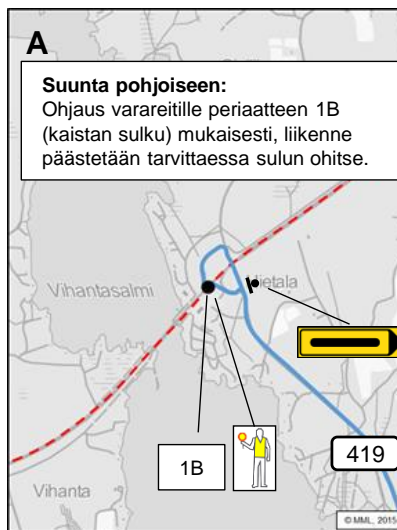 A
Suunta pohjoiseen:
Ohjaus varareitille periaatteen 1B
(kaistan sulku) mukaisesti, liikenne
päästetään tarvittaessa sulun ohitse.
Vihantasalmi
Hietala
1B
419
Vihanta
© MML, 2015